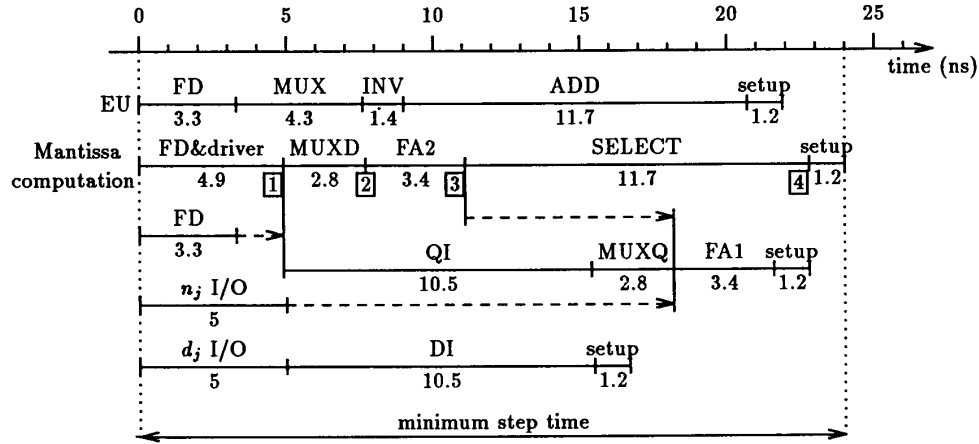 0 5 10 15 20 25
time (ns)
FD MUX INV ADD setup
EU
3.3 4.3 1.4 11.7 1.2
Mantissa computation
FD&driver MUXD FA2 SELECT setup
4.9 1 2.8 2 3.4 3 11.7 4 1.2
FD
3.3
QI MUXQ FA1 setup
10.5 2.8 3.4 1.2
nj I/O
5
dj I/O DI setup
5 10.5 1.2
minimum step time